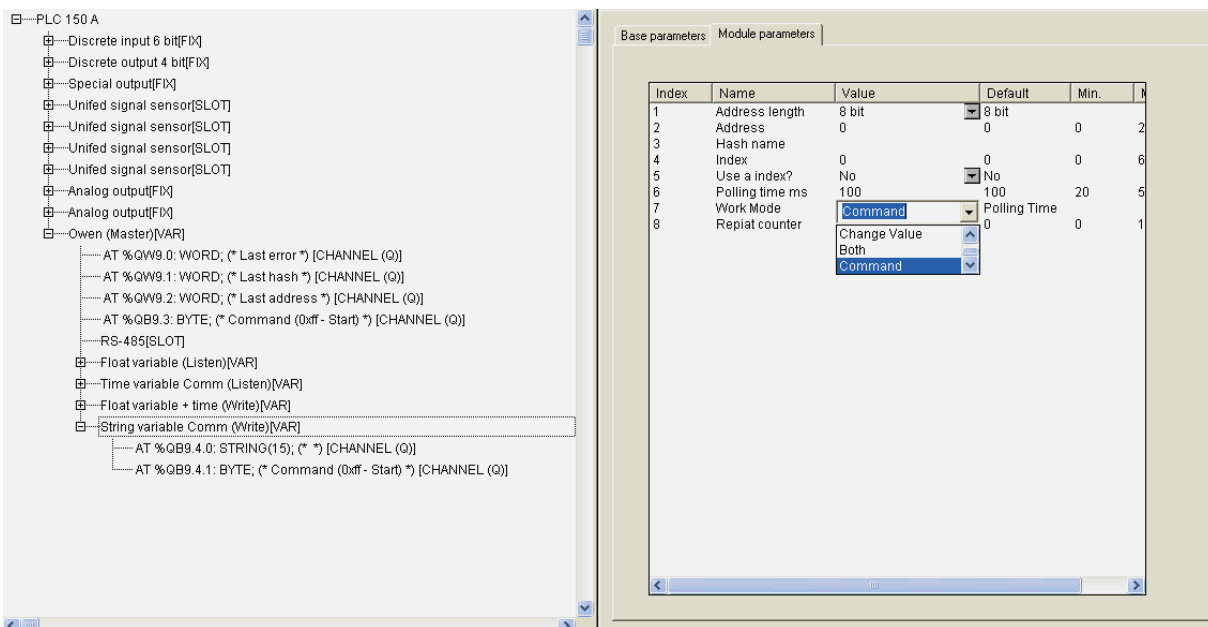 PLC 150 A
Discrete input 6 bit[FIX]
Discrete output 4 bit[FIX]
Special output[FIX]
Unifed signal sensor[SLOT]
Unifed signal sensor[SLOT]
Unifed signal sensor[SLOT]
Unifed signal sensor[SLOT]
Analog output[FIX]
Analog output[FIX]
Owen (Master)[VAR]
AT %QW9.0: WORD; (* Last error *) [CHANNEL (Q)]
AT %QW9.1: WORD; (* Last hash *) [CHANNEL (Q)]
AT %QW9.2: WORD; (* Last address *) [CHANNEL (Q)]
AT %QB9.3: BYTE; (* Command (0xff - Start) *) [CHANNEL (Q)]
RS-485[SLOT]
Float variable (Listen)[VAR]
Time variable Comm (Listen)[VAR]
Float variable + time (Write)[VAR]
String variable Comm (Write)[VAR]
AT %QB9.4.0: STRING(15); (* *) [CHANNEL (Q)]
AT %QB9.4.1: BYTE; (* Command (0xff - Start) *) [CHANNEL (Q)]
Base parameters Module parameters
Index Name Value Default Min.
1 Address length 8 bit 8 bit
2 Address 0 0 0 2
3 Hash name
4 Index 0 0 0 6
5 Use a index? No No
6 Polling time ms 100 100 20 5
7 Work Mode Command Polling Time
8 Repiat counter 0 0 1
Change Value
Both
Command